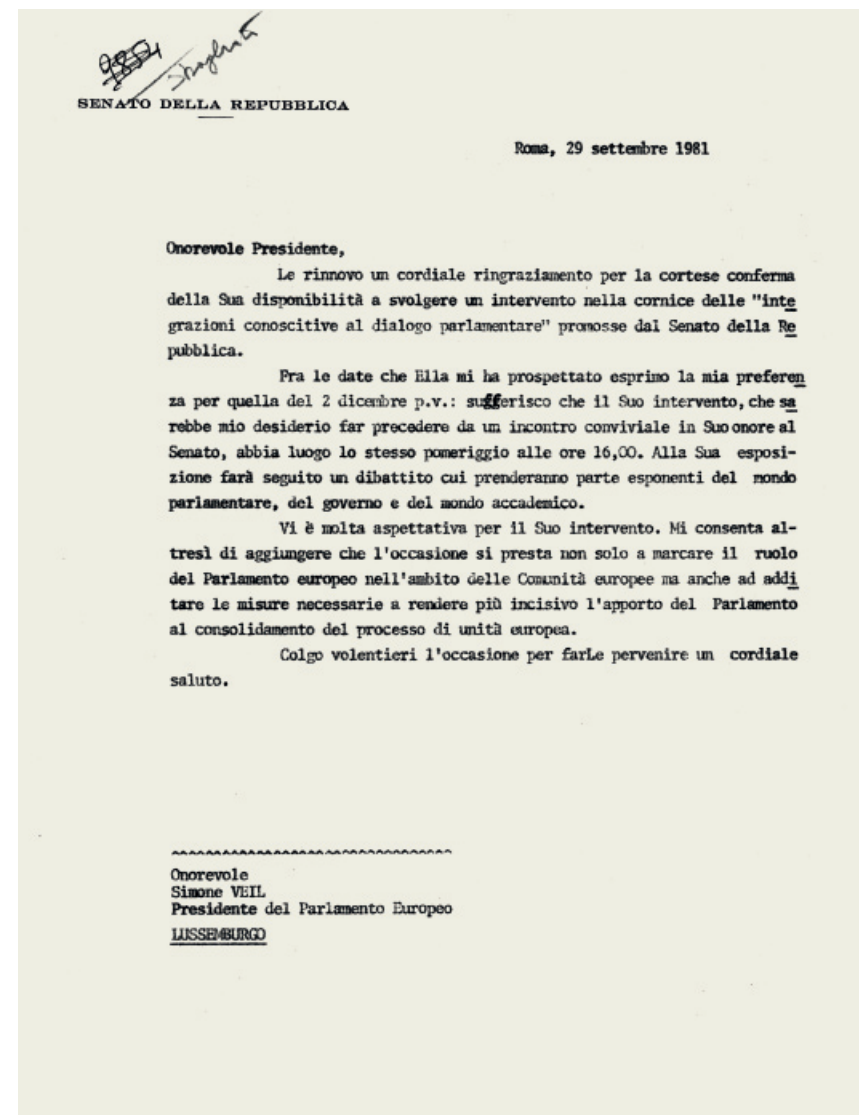 SENATO DELLA REPUBBLICA
Roma, 29 settembre 1981
Onorevole Presidente,
Le rinnovo un cordiale ringraziamento per la cortese conferma
della Sua disponibilità a svolgere un intervento nella cornice delle "inte
grazioni conoscitive al dialogo parlamentare" promosse dal Senato della Re
pubblica.
Fra le date che Ella mi ha prospettato esprimo la mia preferen
za per quella del 2 dicembre p.v.: sufferisco che il Suo intervento, che sa
rebbe mio desiderio far precedere da un incontro conviviale in Suo onore al
Senato, abbia luogo lo stesso pomeriggio alle ore 16,00. Alla Sua esposi-
zione farà seguito un dibattito cui prenderanno parte esponenti del mondo
parlamentare, del governo e del mondo accademico.
Vi è molta aspettativa per il Suo intervento. Mi consenta al-
tresì di aggiungere che l'occasione si presta non solo a marcare il ruolo
del Parlamento europeo nell'ambito delle Comunità europee ma anche ad addi
tare le misure necessarie a rendere più incisivo l'apporto del Parlamento
al consolidamento del processo di unità europea.
Colgo volentieri l'occasione per farLe pervenire un cordiale
saluto.
Onorevole
Simone VEIL
Presidente del Parlamento Europeo
LUSSEMBURGO